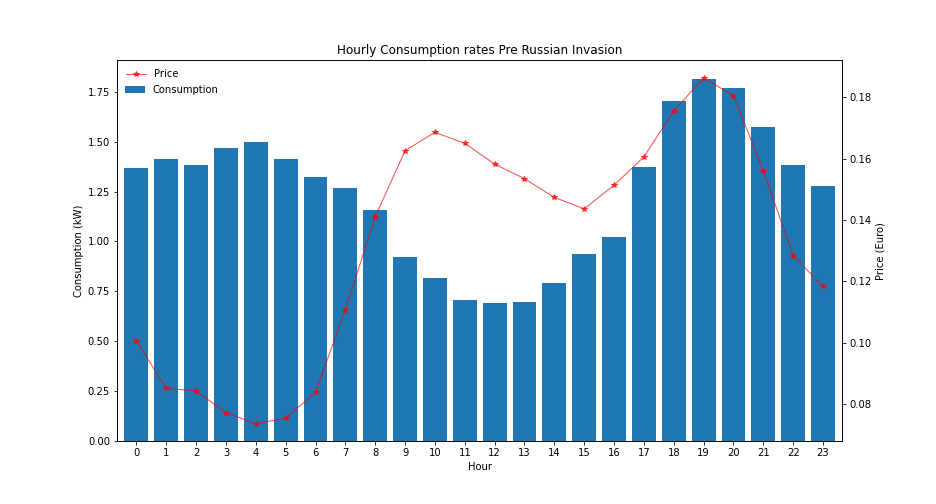 Hourly Consumption rates Pre Russian Invasion
Price
Consumption
Consumption (kW)
1.75
1.50
1.25
1.00
0.75
0.50
0.25
0.00
0.18
0.16
0.14
0.12
0.10
0.08
Price (Euro)
0 1 2 3 4 5 6 7 8 9 10 11 12 13 14 15 16 17 18 19 20 21 22 23
Hour